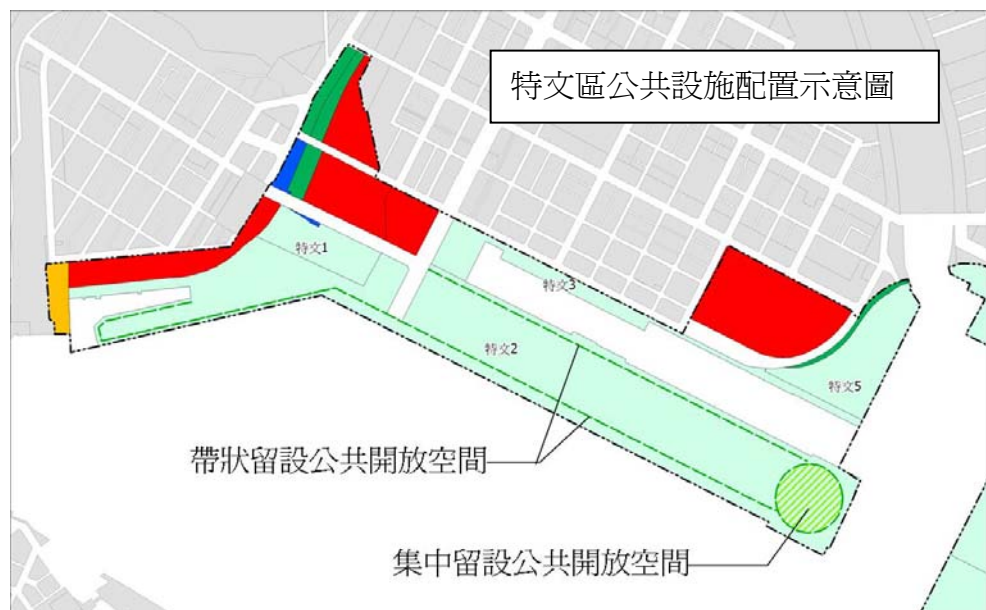 特文區公共設施配置示意圖
特文1
特文3
特文2
特文5
帶狀留設公共開放空間
集中留設公共開放空間